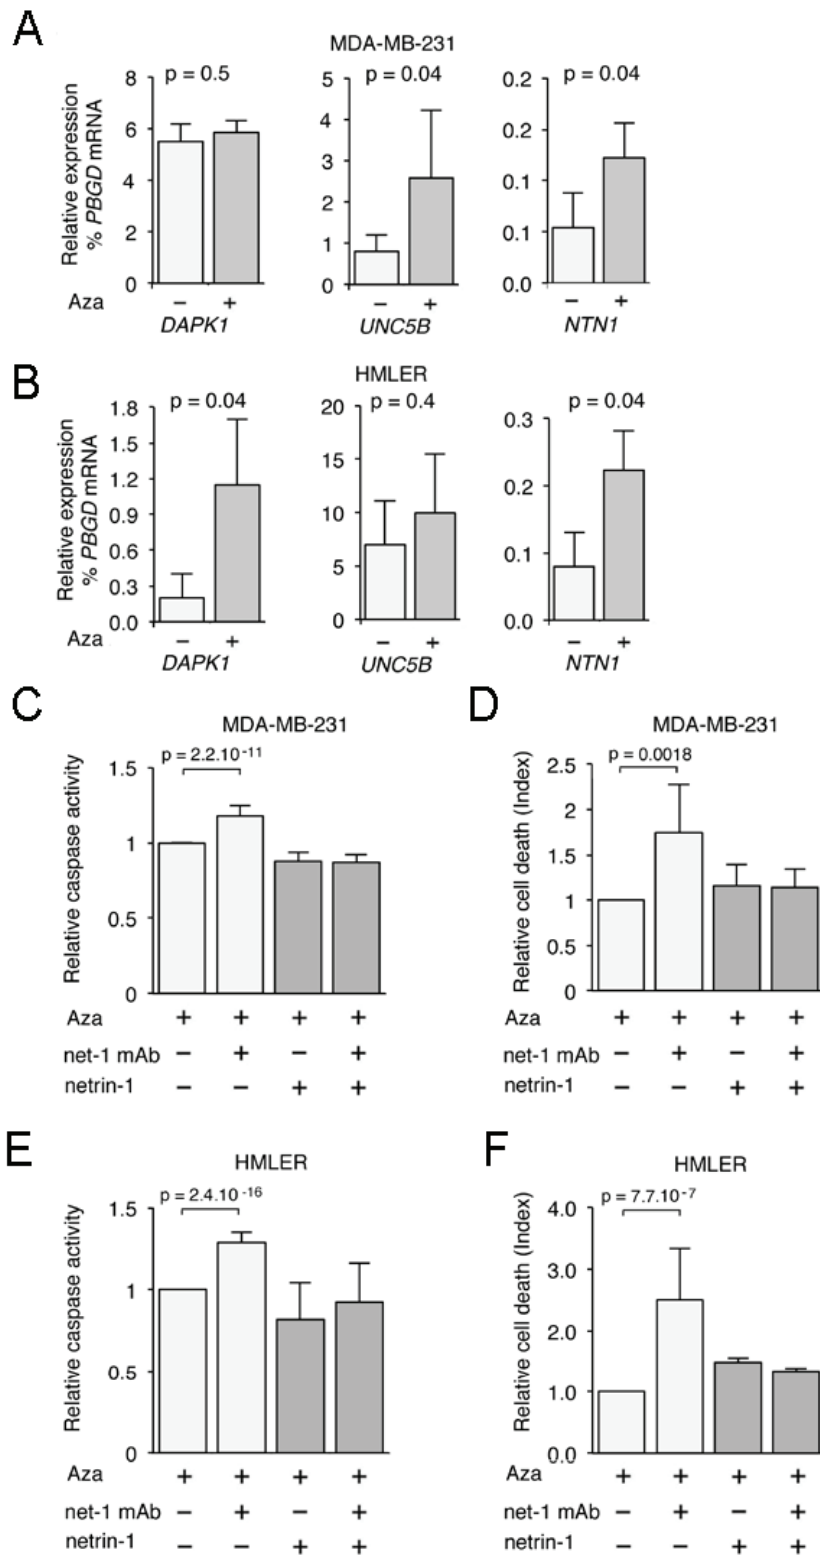 A
MDA-MB-231
p = 0.5
p = 0.04
p = 0.04
Relative expression
% PBGD mRNA
8
6
4
2
0
5
4
3
2
1
0
0.2
0.2
0.1
0.1
0.0
Aza
− +
− +
− +
DAPK1
UNC5B
NTN1
B
HMLER
p = 0.04
p = 0.4
p = 0.04
Relative expression
% PBGD mRNA
1.8
1.5
1.2
0.9
0.6
0.3
0.0
20
15
10
5
0
0.3
0.2
0.1
0.0
Aza
− +
− +
− +
DAPK1
UNC5B
NTN1
C
MDA-MB-231
p = 2.2.10 -11
Relative caspase activity
1.5
1
0.5
0
Aza + + + +
net-1 mAb − + − +
netrin-1 − − + +
D
MDA-MB-231
p = 0.0018
Relative cell death (Index)
2.5
2
1.5
1
0.5
0
Aza + + + +
net-1 mAb − + − +
netrin-1 − − + +
E
HMLER
p = 2.4.10 -16
Relative caspase activity
1.5
1
0.5
0
Aza + + + +
net-1 mAb − + − +
netrin-1 − − + +
F
HMLER
p = 7.7.10 -7
Relative cell death (Index)
4.0
3.0
2.0
1.0
0.0
Aza + + + +
net-1 mAb − + − +
netrin-1 − − + +